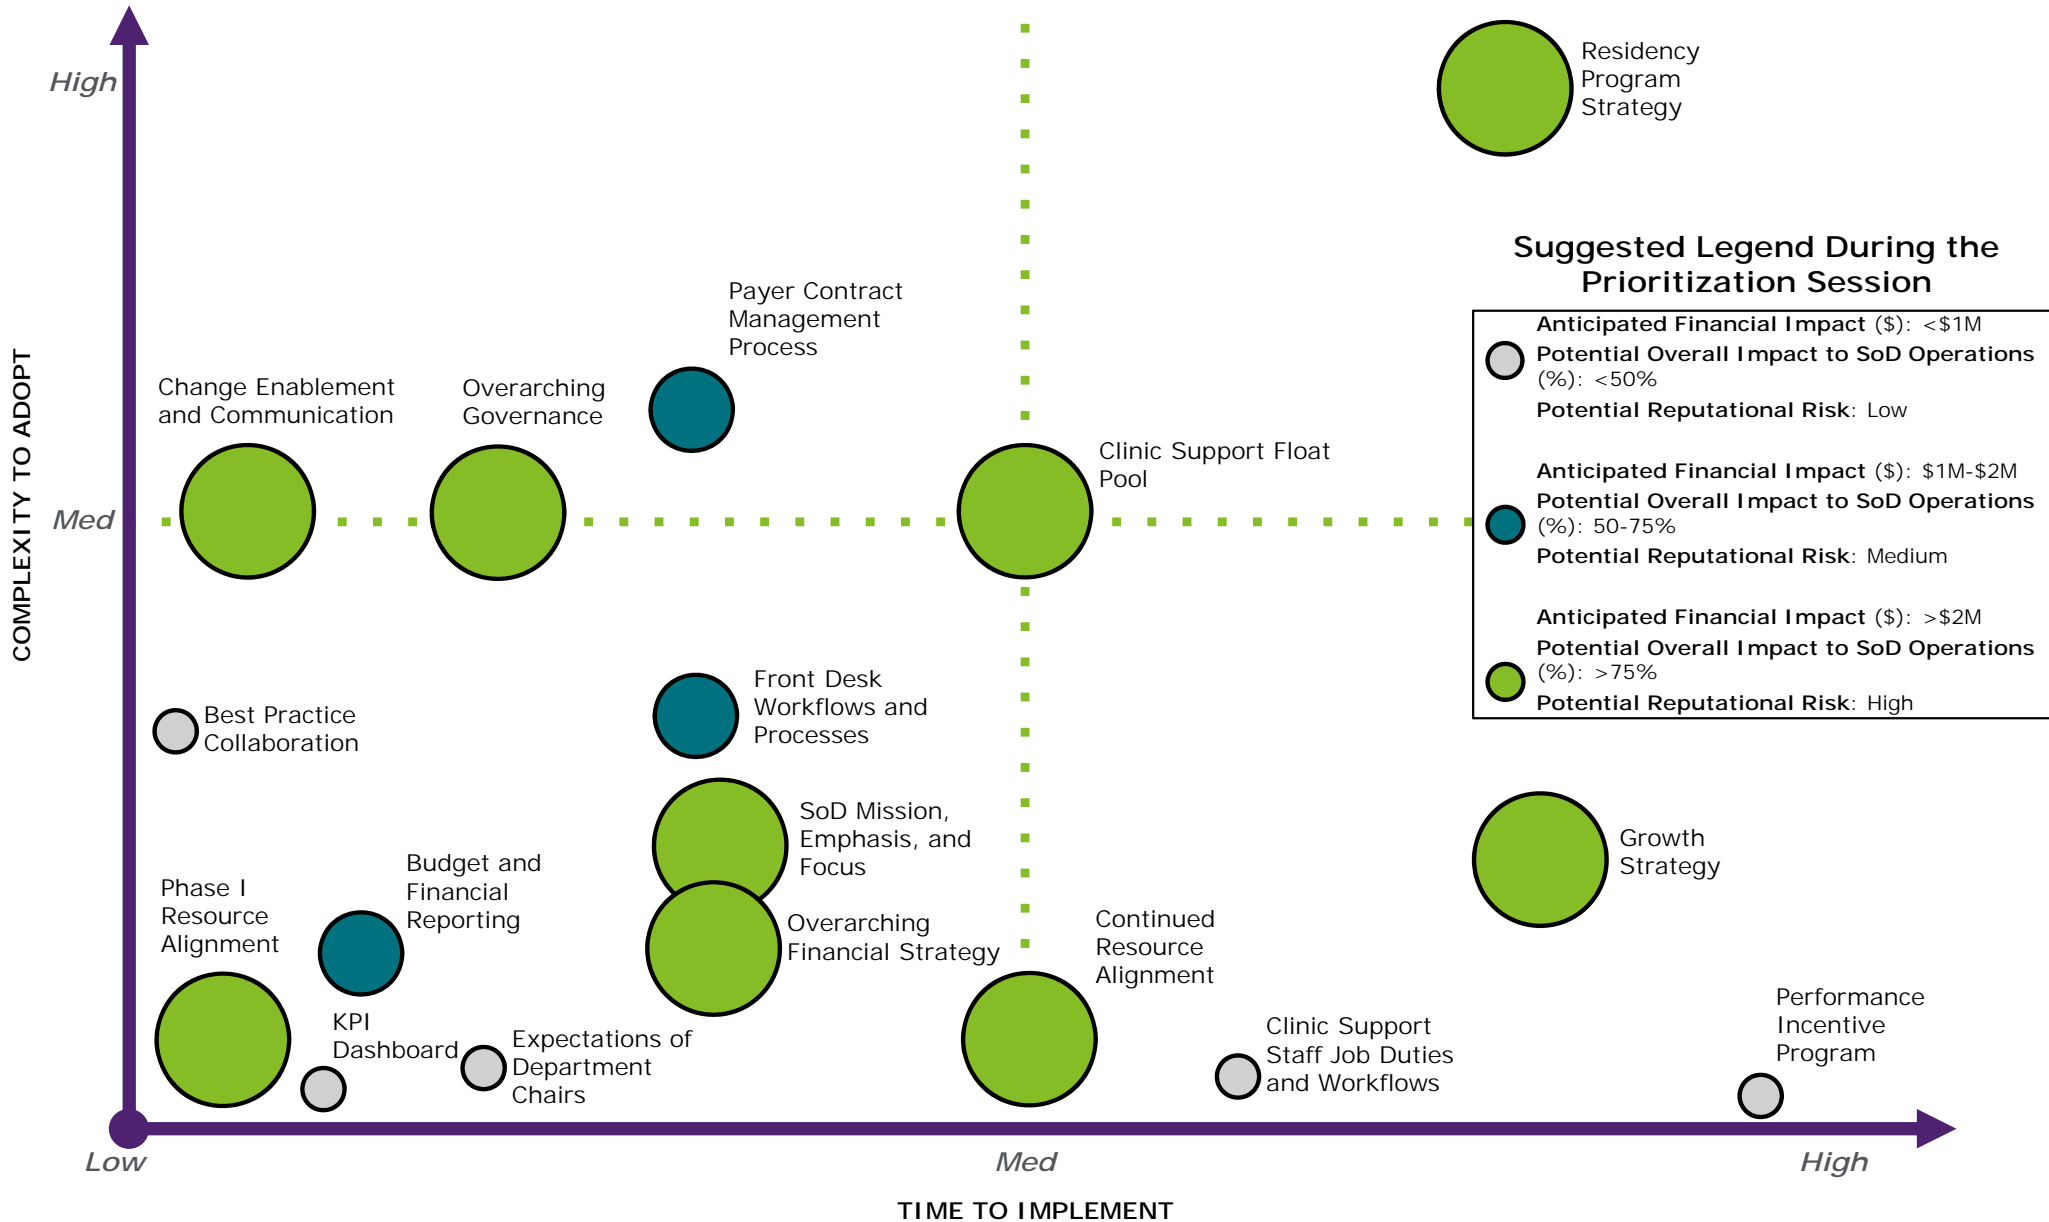 High
Residency
Program
Strategy
Suggested Legend During the
Prioritization Session
Anticipated Financial Impact ($): <$1M
Potential Overall Impact to SoD Operations
(%): <50%
Potential Reputational Risk: Low
Anticipated Financial Impact ($): $1M-$2M
Potential Overall Impact to SoD Operations
(%): 50-75%
Potential Reputational Risk: Medium
Anticipated Financial Impact ($): >$2M
Potential Overall Impact to SoD Operations
(%): >75%
Potential Reputational Risk: High
Payer Contract
Management
Process
Change Enablement
and Communication
Overarching
Governance
Clinic Support Float
Pool
COMPLEXITY TO ADOPT
Med
Best Practice
Collaboration
Front Desk
Workflows and
Processes
SoD Mission,
Emphasis, and
Focus
Growth
Strategy
Budget and
Financial
Reporting
Phase I
Resource
Alignment
Overarching
Financial Strategy
Continued
Resource
Alignment
KPI
Dashboard
Expectations of
Department
Chairs
Clinic Support
Staff Job Duties
and Workflows
Performance
Incentive
Program
Low
Med
High
TIME TO IMPLEMENT